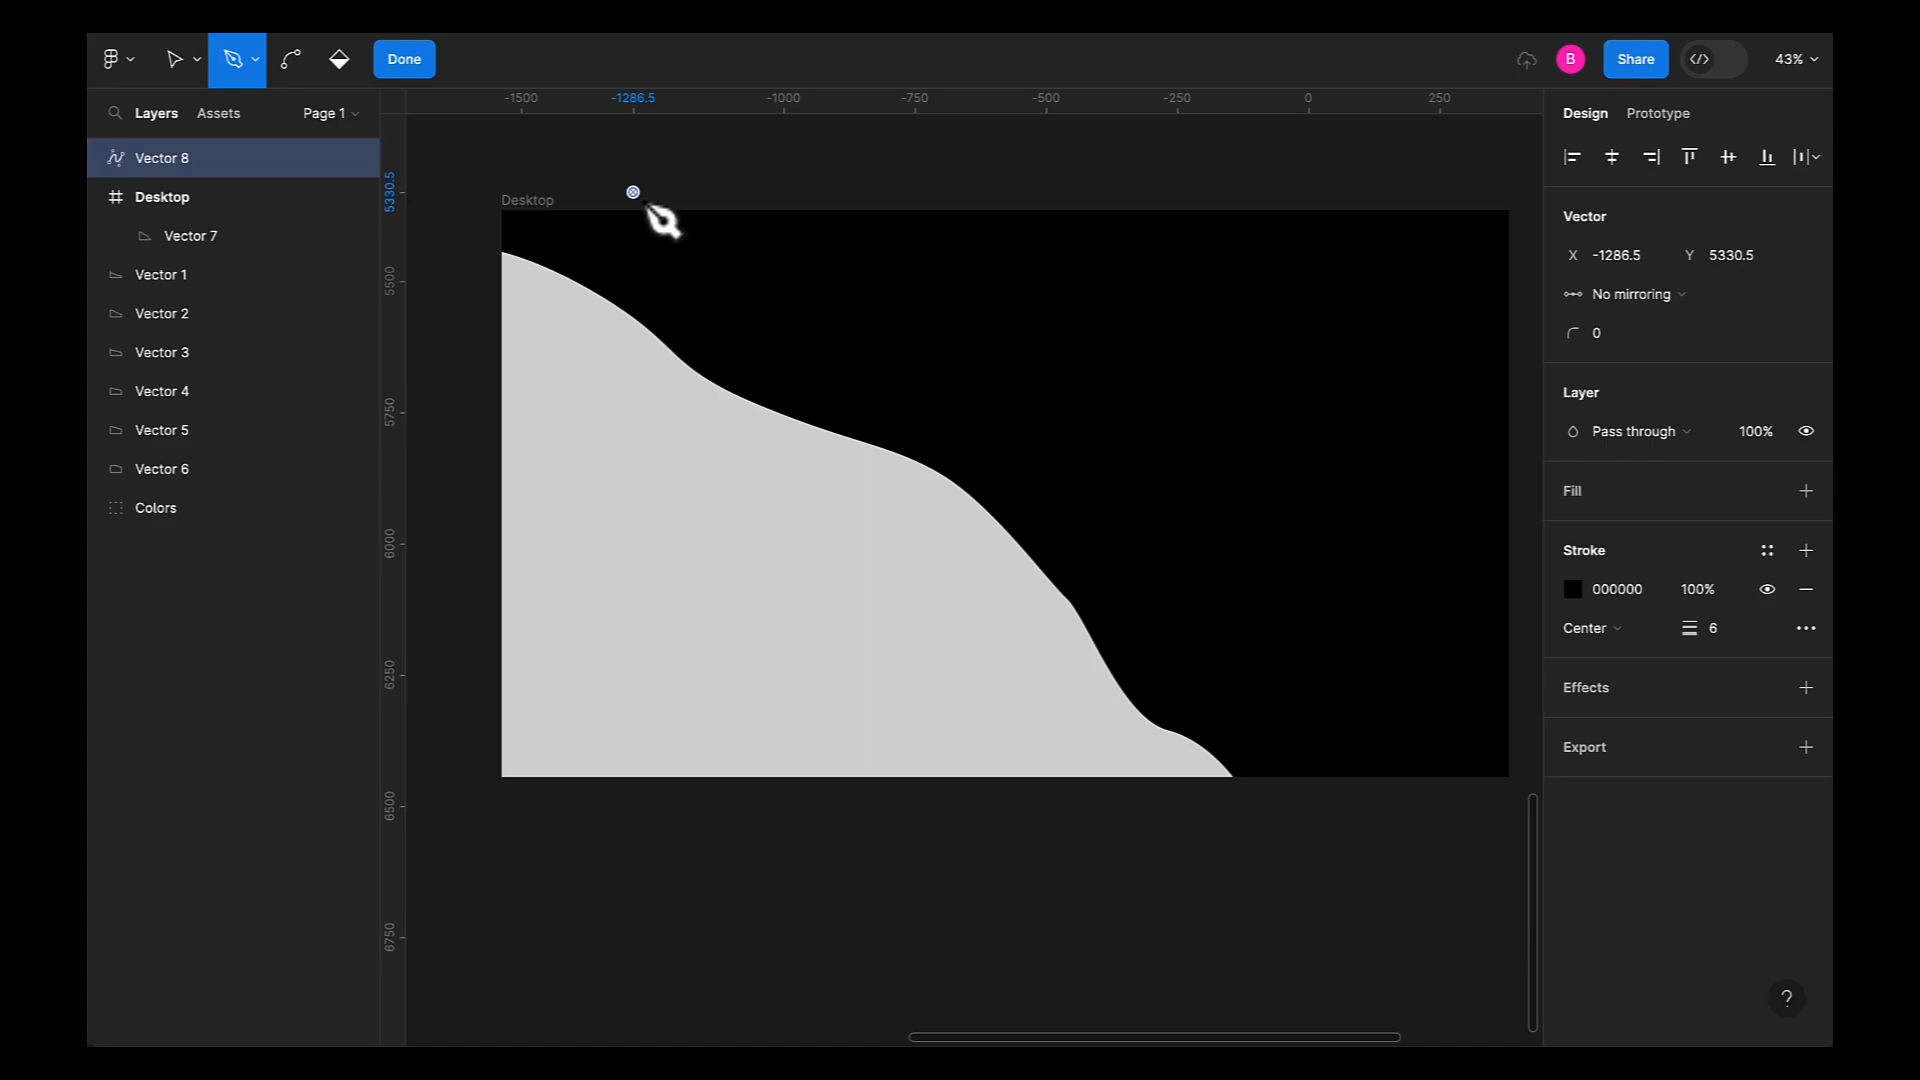 Done
B
Share
43%
Layers
Assets
Page 1
Vector 8
Desktop
Vector 7
Vector 1
Vector 2
Vector 3
Vector 4
Vector 5
Vector 6
Colors
-1500
-1286.5
-1000
-750
-500
-250
0
250
5330.5
5500
5750
6000
6250
6500
6750
Desktop
Design
Prototype
Vector
X -1286.5 Y 5330.5
No mirroring
0
Layer
Pass through 100%
Fill
Stroke
000000 100%
Center 6
Effects
Export
?